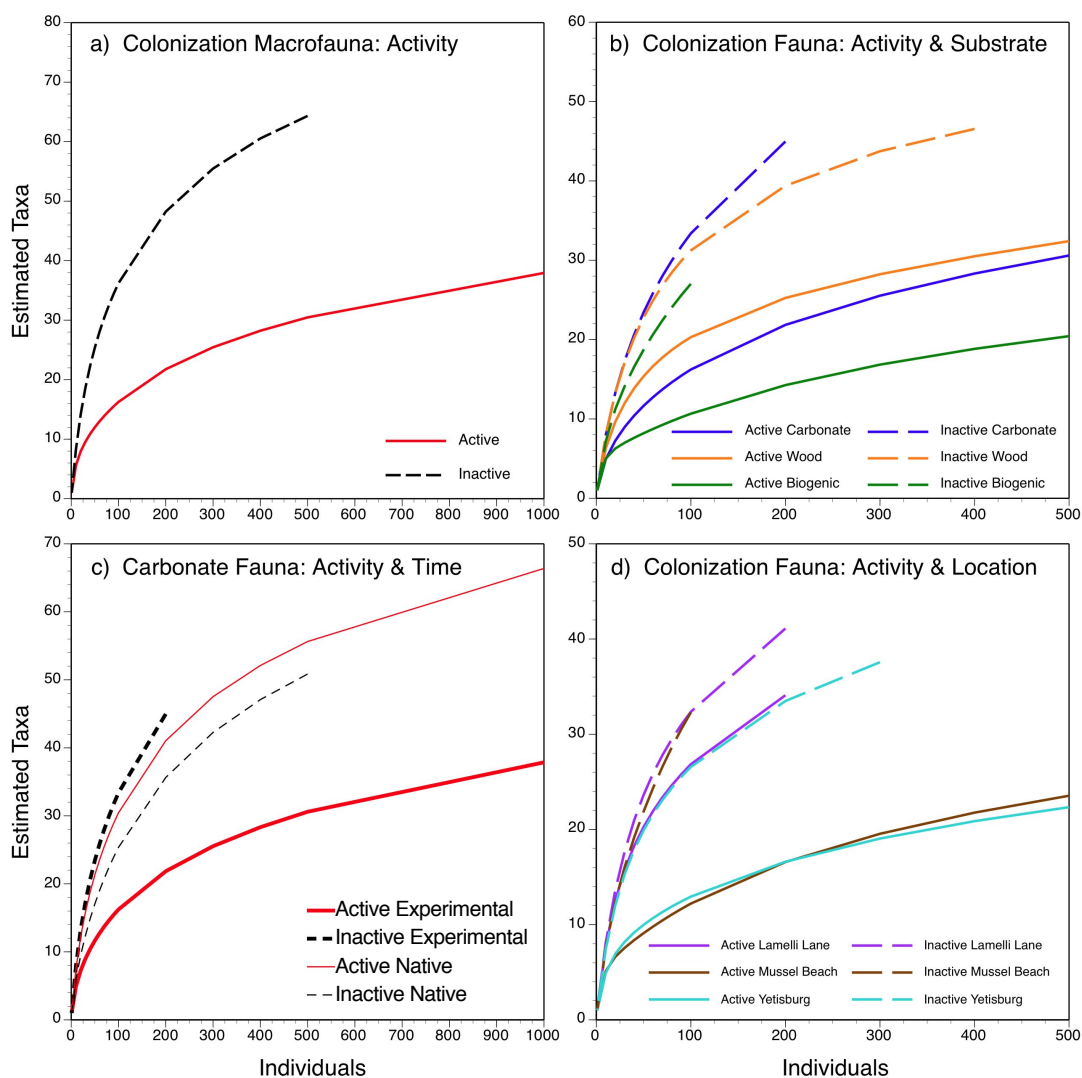 a) Colonization Macrofauna: Activity
Estimated Taxa
80
70
60
50
40
30
20
10
0
Active
Inactive
0 100 200 300 400 500 600 700 800 900 1000
b) Colonization Fauna: Activity & Substrate
60
50
40
30
20
10
0
Active Carbonate Inactive Carbonate
Active Wood Inactive Wood
Active Biogenic Inactive Biogenic
0 100 200 300 400 500
c) Carbonate Fauna: Activity & Time
Estimated Taxa
70
60
50
40
30
20
10
0
Active Experimental
Inactive Experimental
Active Native
Inactive Native
0 100 200 300 400 500 600 700 800 900 1000
Individuals
d) Colonization Fauna: Activity & Location
50
40
30
20
10
0
Active Lamelli Lane Inactive Lamelli Lane
Active Mussel Beach Inactive Mussel Beach
Active Yetisburg Inactive Yetisburg
0 100 200 300 400 500
Individuals